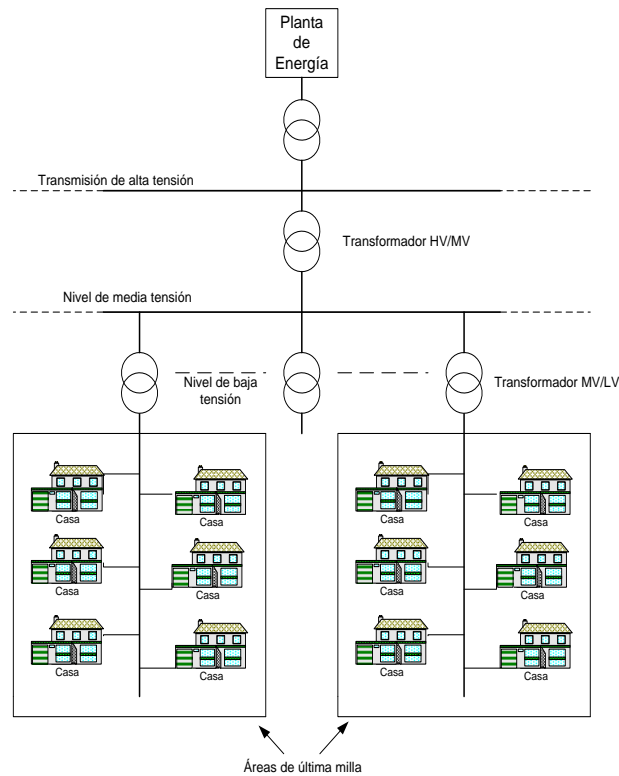 Planta
de
Energía
Transmisión de alta tensión
Transformador HV/MV
Nivel de media tensión
Nivel de baja
tensión
Transformador MV/LV
Casa
Casa
Casa
Casa
Casa
Casa
Casa
Casa
Casa
Casa
Casa
Casa
Áreas de última milla